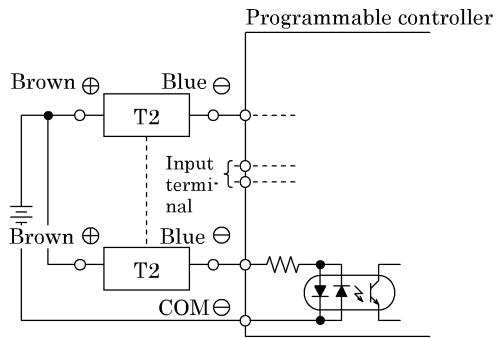 Programmable controller
Brown ⊕ Blue ⊖
T2
Input
termi-
nal
Brown ⊕ Blue ⊖
T2
COM ⊖